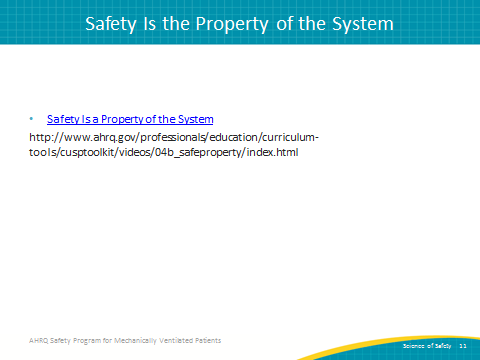 Safety Is the Property of the System
• Safety Is a Property of the System
http://www.ahrq.gov/professionals/education/curriculum-
tools/cusptoolkit/videos/04b_safeproperty/index.html
AHRQ Safety Program for Mechanically Ventilated Patients
Science of Safety 11